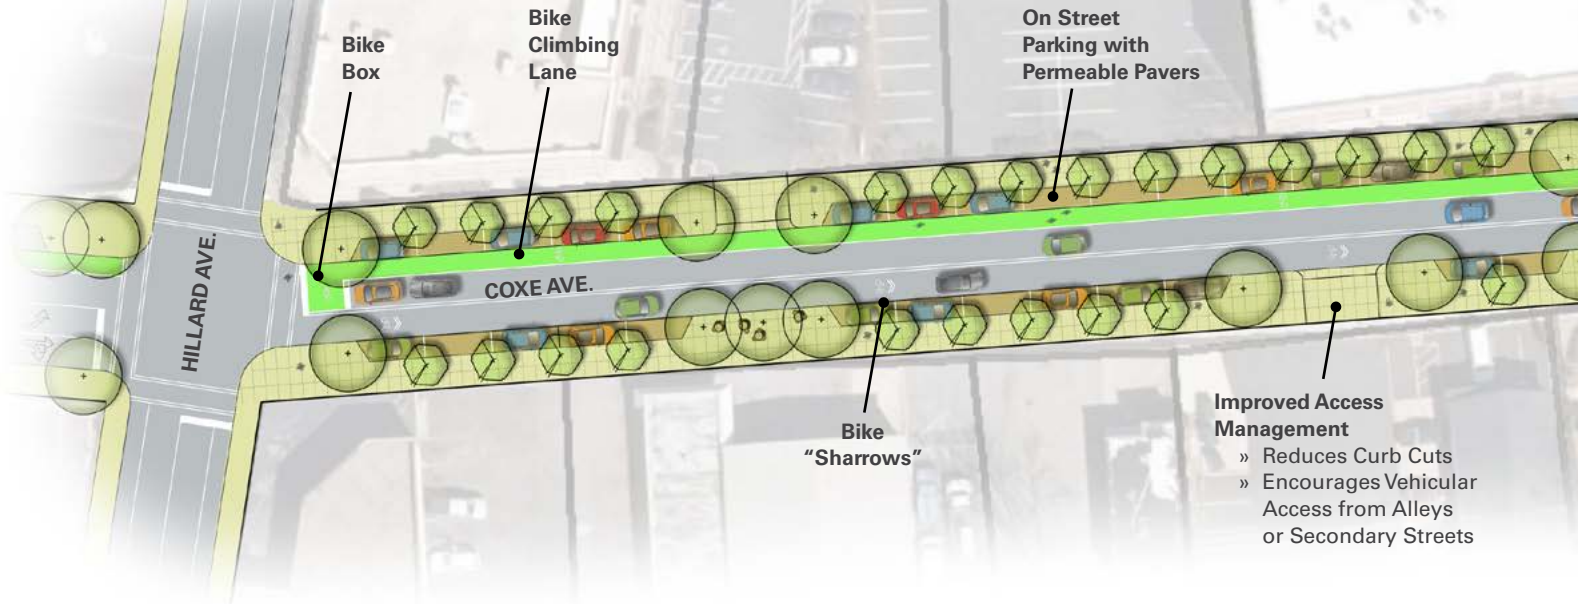 Bike
Box
Bike
Climbing
Lane
On Street
Parking with
Permeable Pavers
HILLARD AVE.
COXE AVE.
Bike
“Sharrows”
Improved Access
Management
» Reduces Curb Cuts
» Encourages Vehicular
Access from Alleys
or Secondary Streets